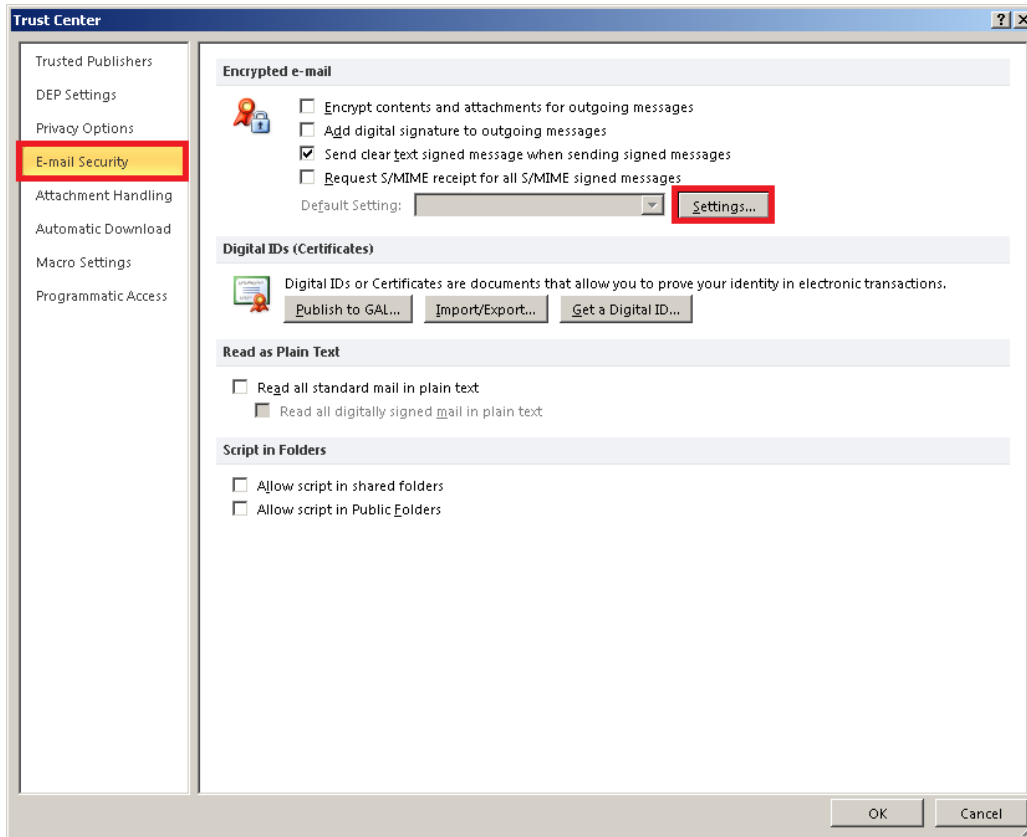 Trust Center
Trusted Publishers
DEP Settings
Privacy Options
E-mail Security
Attachment Handling
Automatic Download
Macro Settings
Programmatic Access
Encrypted e-mail
Encrypt contents and attachments for outgoing messages
Add digital signature to outgoing messages
Send clear text signed message when sending signed messages
Request S/MIME receipt for all S/MIME signed messages
Default Setting: Settings...
Digital IDs (Certificates)
Digital IDs or Certificates are documents that allow you to prove your identity in electronic transactions.
Publish to GAL... Import/Export... Get a Digital ID...
Read as Plain Text
Read all standard mail in plain text
Read all digitally signed mail in plain text
Script in Folders
Allow script in shared folders
Allow script in Public Folders
OK Cancel